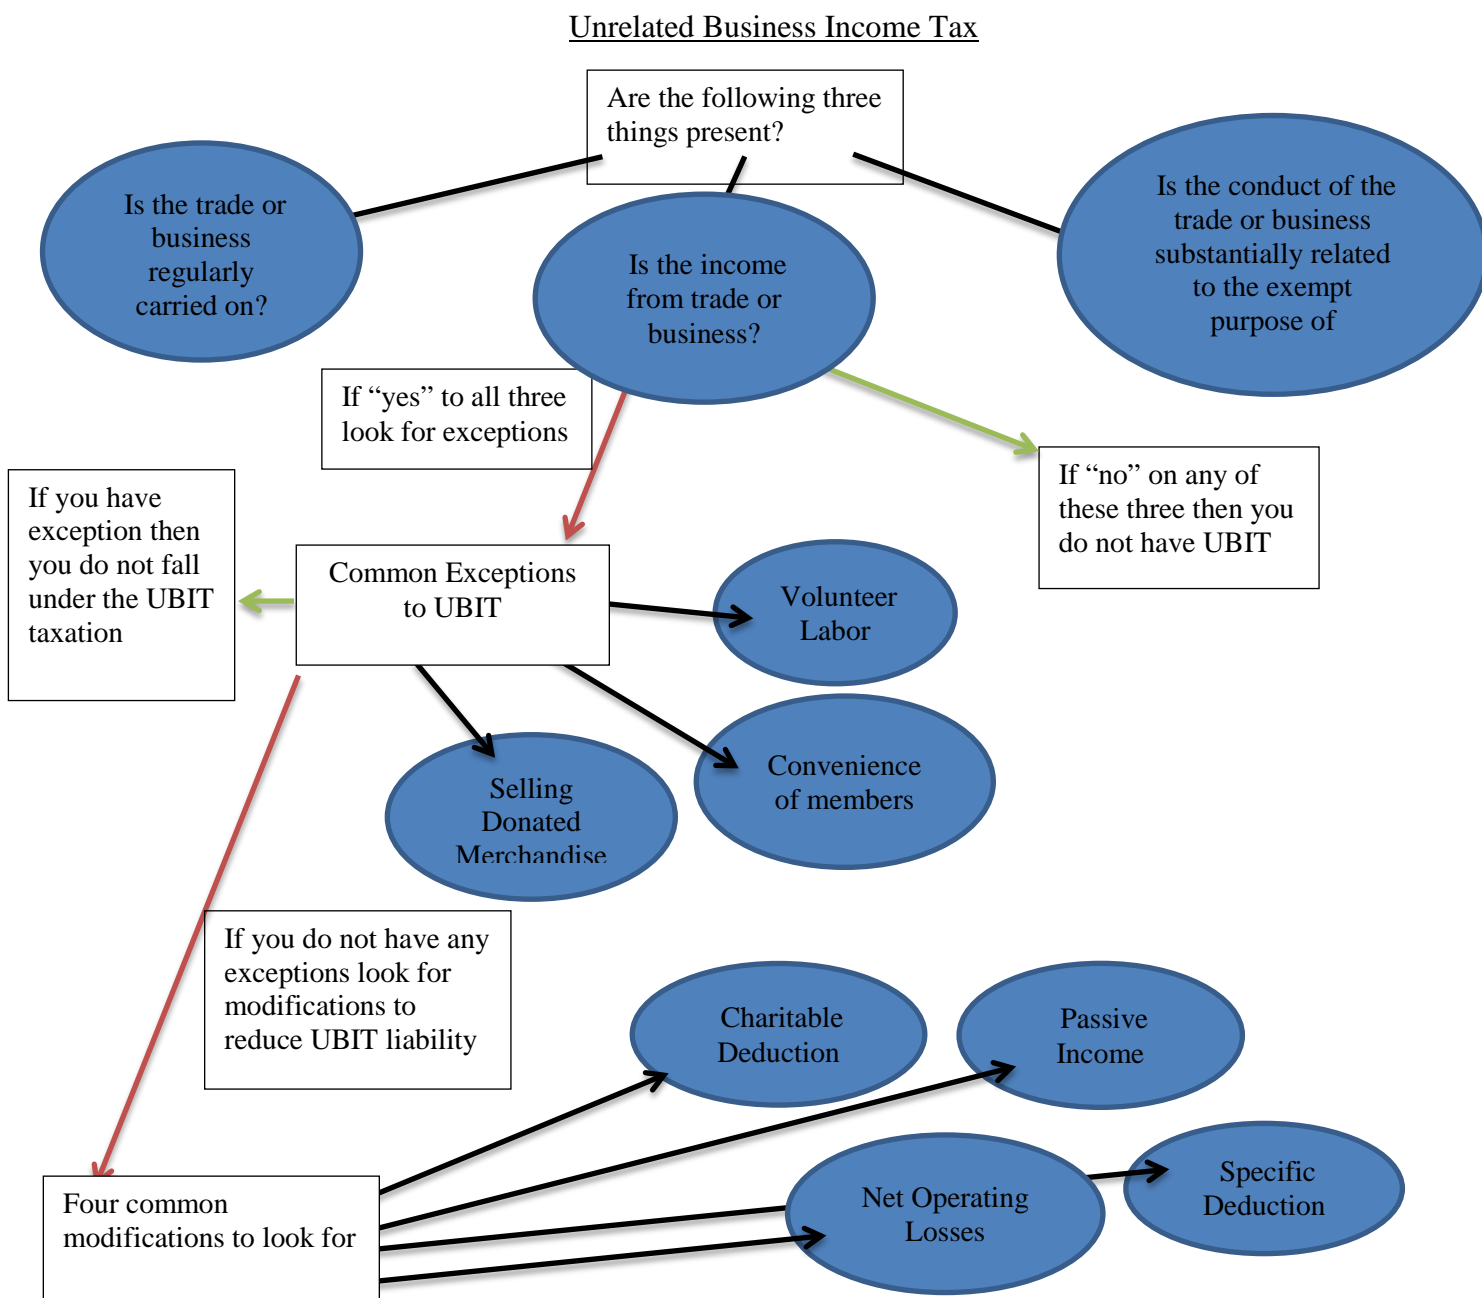 Unrelated Business Income Tax
Are the following three
things present?
Is the trade or
business
regularly
carried on?
Is the income
from trade or
business?
Is the conduct of the
trade or business
substantially related
to the exempt
purpose of
If “yes” to all three
look for exceptions
If “no” on any of
these three then you
do not have UBIT
If you have
exception then
you do not fall
under the UBIT
taxation
Common Exceptions
to UBIT
Volunteer
Labor
Convenience
of members
Selling
Donated
Merchandise
If you do not have any
exceptions look for
modifications to
reduce UBIT liability
Charitable
Deduction
Passive
Income
Four common
modifications to look for
Net Operating
Losses
Specific
Deduction